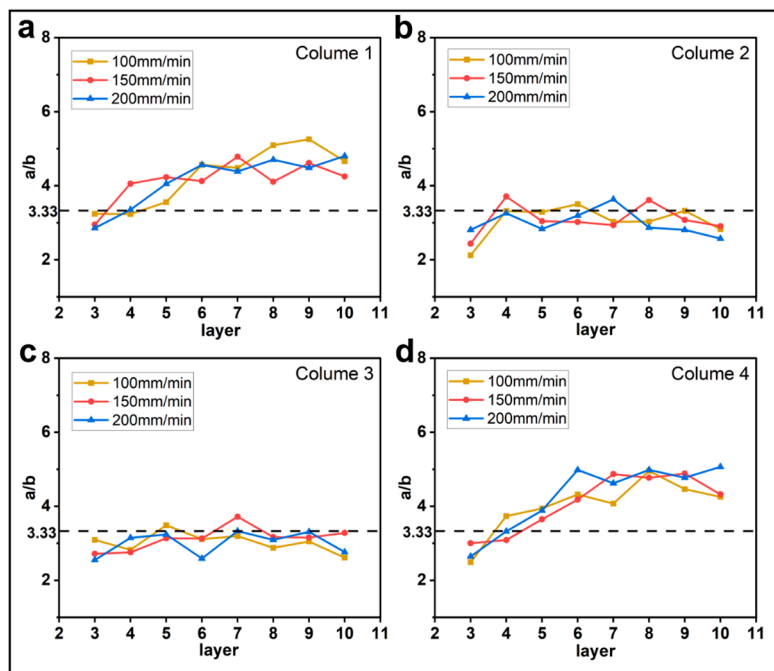 a
Colume 1
100mm/min
150mm/min
200mm/min
a/b
8
6
4
3.33
2
2 3 4 5 6 7 8 9 10 11
layer
b
Colume 2
100mm/min
150mm/min
200mm/min
a/b
8
6
4
3.33
2
2 3 4 5 6 7 8 9 10 11
layer
c
Colume 3
100mm/min
150mm/min
200mm/min
a/b
8
6
4
3.33
2
2 3 4 5 6 7 8 9 10 11
layer
d
Colume 4
100mm/min
150mm/min
200mm/min
a/b
8
6
4
3.33
2
2 3 4 5 6 7 8 9 10 11
layer